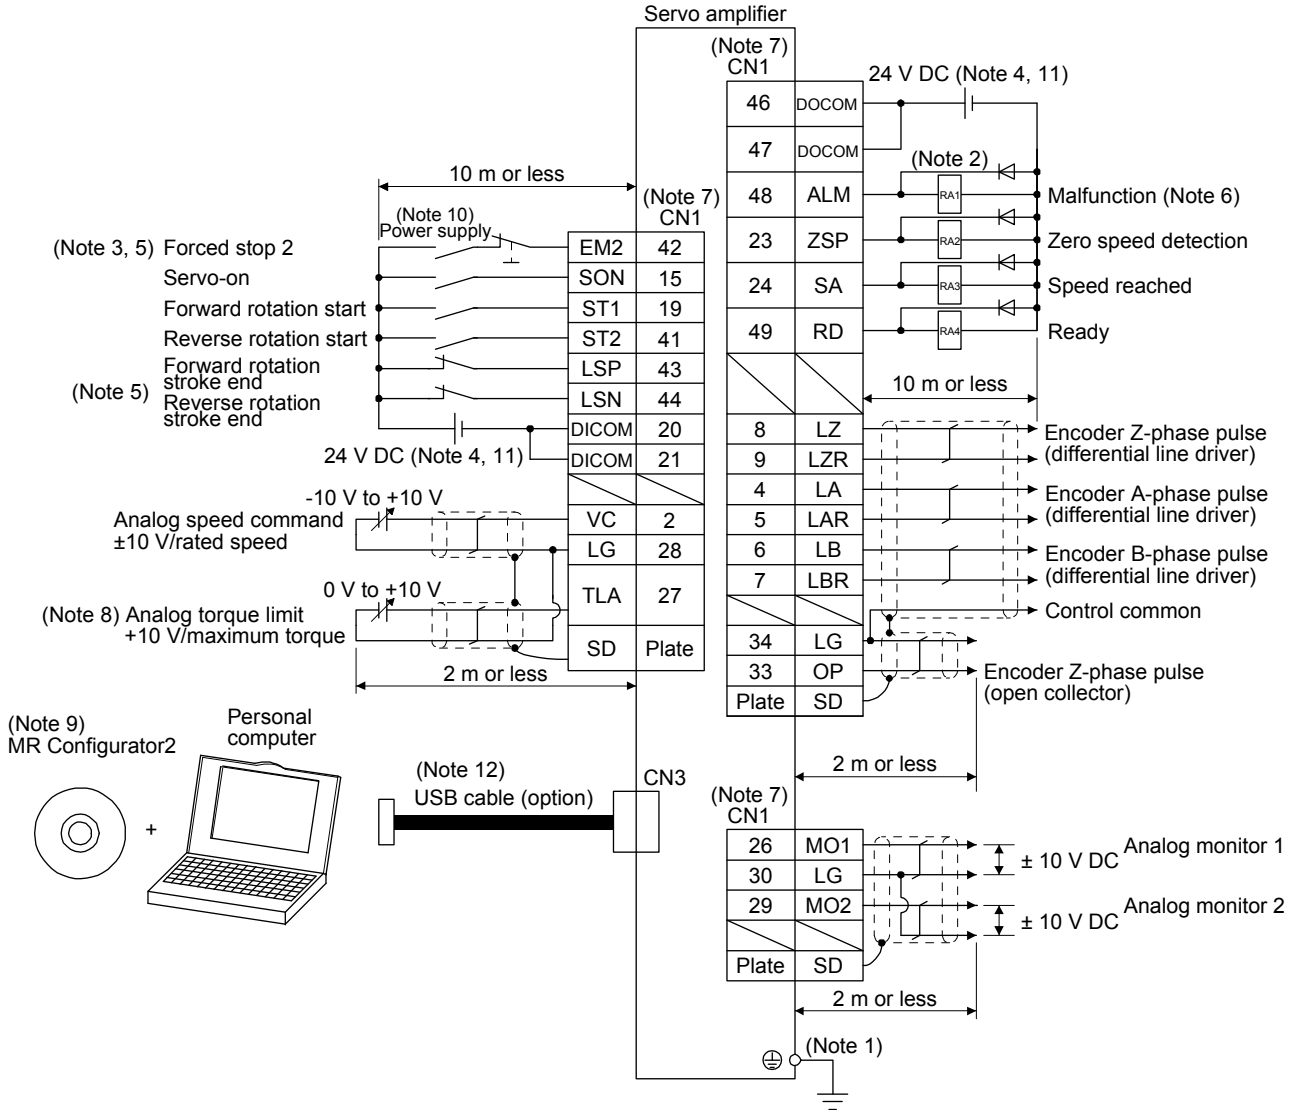 Servo amplifier
(Note 7)
CN1
24 V DC (Note 4, 11)
46 DOCOM
47 DOCOM
(Note 2)
48 ALM RA1 Malfunction (Note 6)
23 ZSP RA2 Zero speed detection
24 SA RA3 Speed reached
49 RD RA4 Ready
10 m or less
8 LZ Encoder Z-phase pulse
9 LZR (differential line driver)
4 LA Encoder A-phase pulse
5 LAR (differential line driver)
6 LB Encoder B-phase pulse
7 LBR (differential line driver)
Control common
34 LG
33 OP Encoder Z-phase pulse
(open collector)
Plate SD
2 m or less
10 m or less
(Note 7)
CN1
(Note 10)
Power supply
(Note 3, 5) Forced stop 2 EM2 42
Servo-on SON 15
Forward rotation start ST1 19
Reverse rotation start ST2 41
Forward rotation
stroke end LSP 43
(Note 5)
Reverse rotation
stroke end LSN 44
DICOM 20
24 V DC (Note 4, 11) DICOM 21
-10 V to +10 V
Analog speed command VC 2
±10 V/rated speed LG 28
0 V to +10 V
(Note 8) Analog torque limit TLA 27
+10 V/maximum torque
SD Plate
2 m or less
(Note 9)
MR Configurator2
+
Personal
computer
(Note 12)
USB cable (option)
CN3
(Note 7)
CN1
26 MO1 Analog monitor 1
± 10 V DC
30 LG
29 MO2 Analog monitor 2
± 10 V DC
Plate SD
2 m or less
(Note 1)